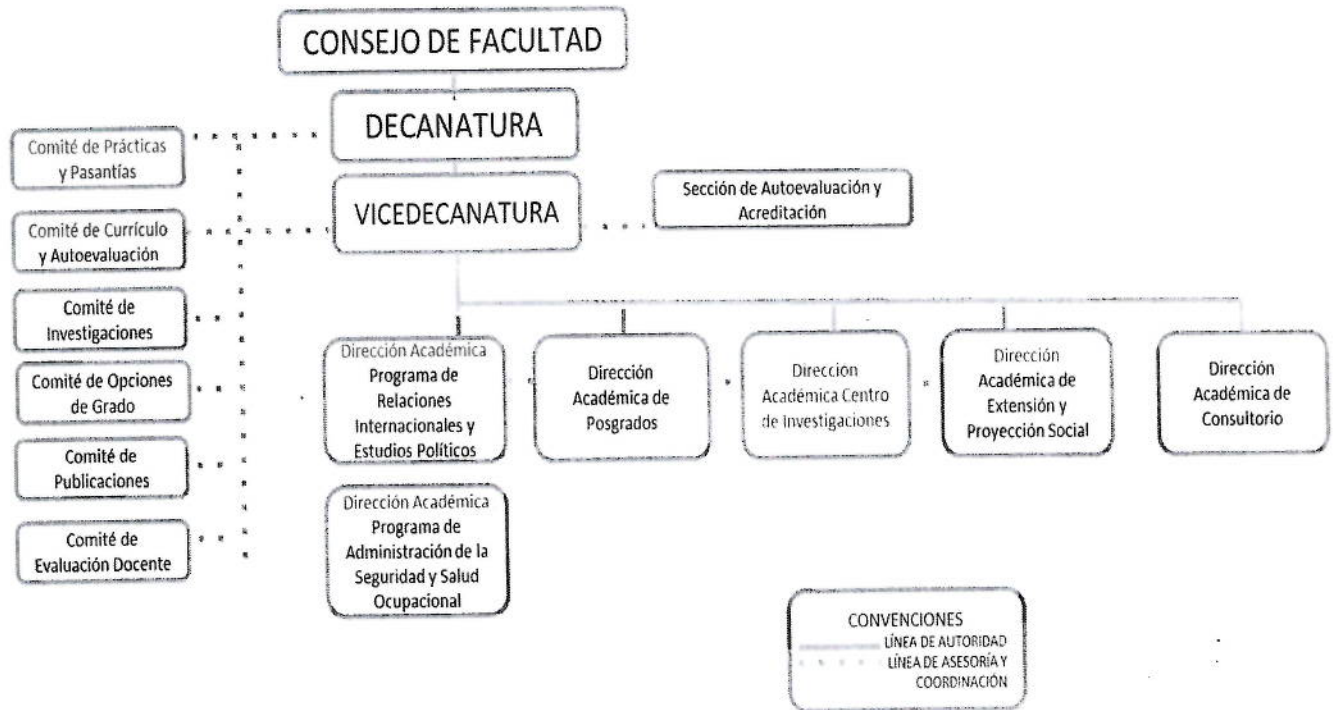 CONSEJO DE FACULTAD
DECANATURA
VICEDECANATURA
Sección de Autoevaluación y
Acreditación
Comité de Prácticas
y Pasantías
Comité de Currículo
y Autoevaluación
Comité de
Investigaciones
Comité de Opciones
de Grado
Comité de
Publicaciones
Comité de
Evaluación Docente
Dirección Académica
Programa de
Relaciones
Internacionales y
Estudios Políticos
Dirección
Académica de
Posgrados
Dirección
Académica Centro
de Investigaciones
Dirección
Académica de
Extensión y
Proyección Social
Dirección
Académica de
Consultorio
Dirección Académica
Programa de
Administración de la
Seguridad y Salud
Ocupacional
CONVENCIONES
LÍNEA DE AUTORIDAD
LÍNEA DE ASESORÍA Y
COORDINACIÓN